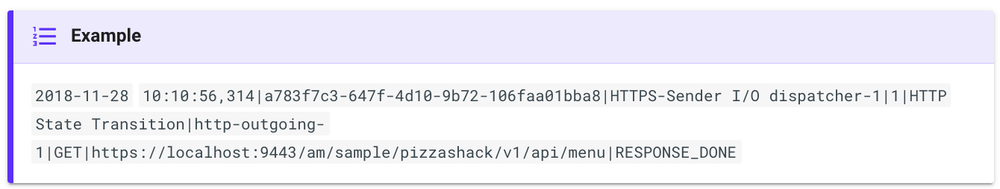 Example
2018-11-28 10:10:56,314|a783f7c3-647f-4d10-9b72-106faa01bba8|HTTPS-Sender I/O dispatcher-1|1|HTTP
State Transition|http-outgoing-
1|GET|https://localhost:9443/am/sample/pizzashack/v1/api/menu|RESPONSE_DONE